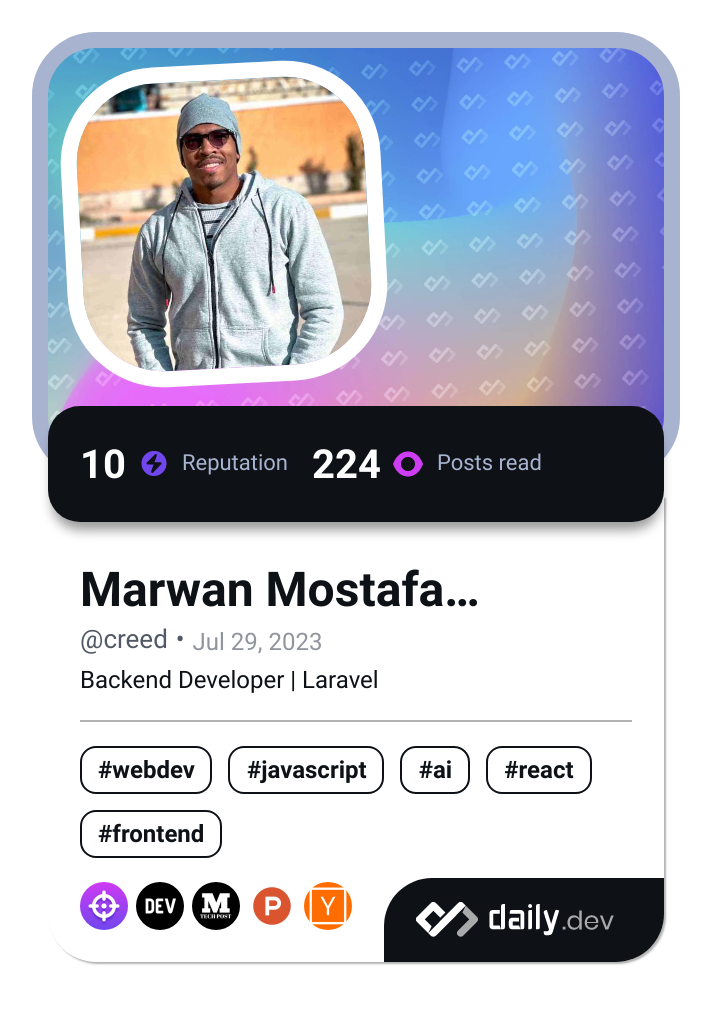 10 Reputation 224 Posts read
Marwan Mostafa...
@creed • Jul 29, 2023
Backend Developer | Laravel
#webdev #javascript #ai #react
#frontend
DEV M TECH POST P Y daily.dev